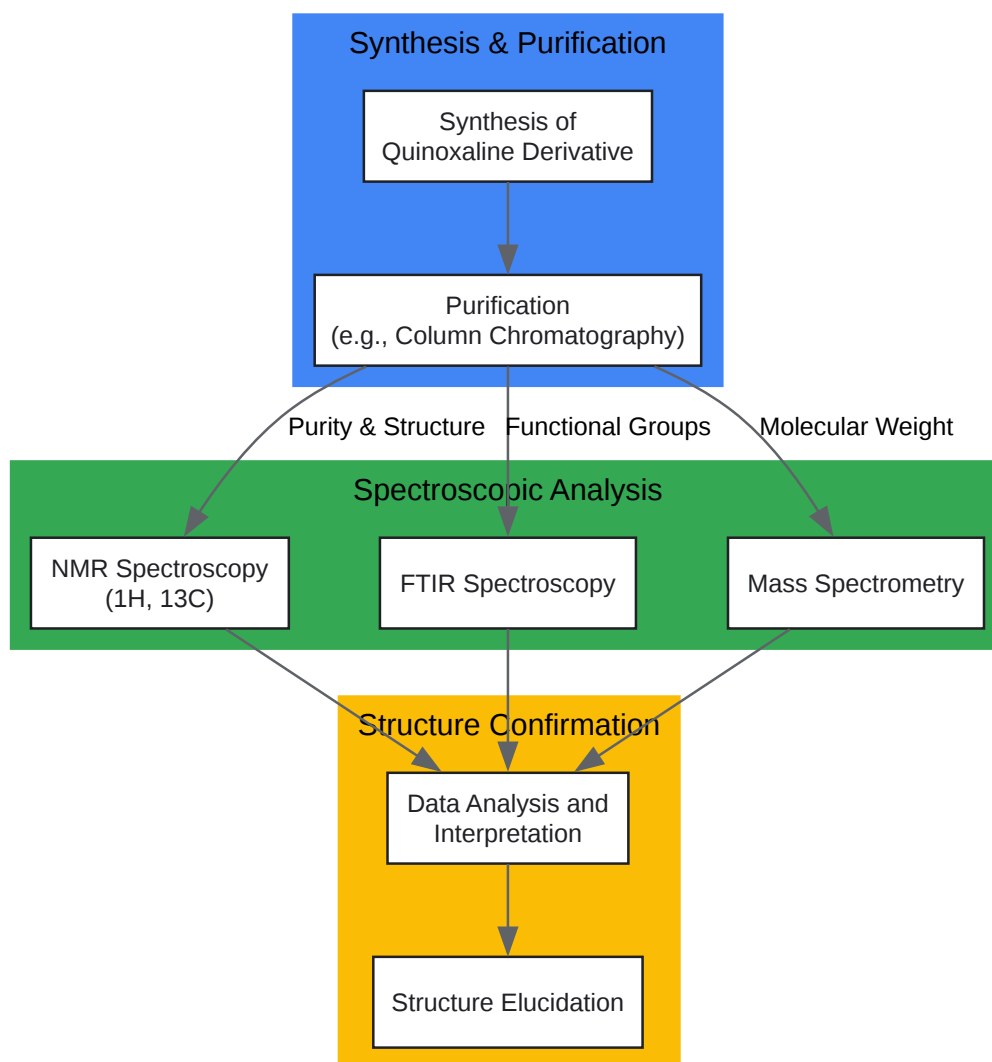 Synthesis & Purification
Synthesis of
Quinoxaline Derivative
Purification
(e.g., Column Chromatography)
Purity & Structure
Functional Groups
Molecular Weight
Spectroscopic Analysis
NMR Spectroscopy
(1H, 13C)
FTIR Spectroscopy
Mass Spectrometry
Structure Confirmation
Data Analysis and
Interpretation
Structure Elucidation